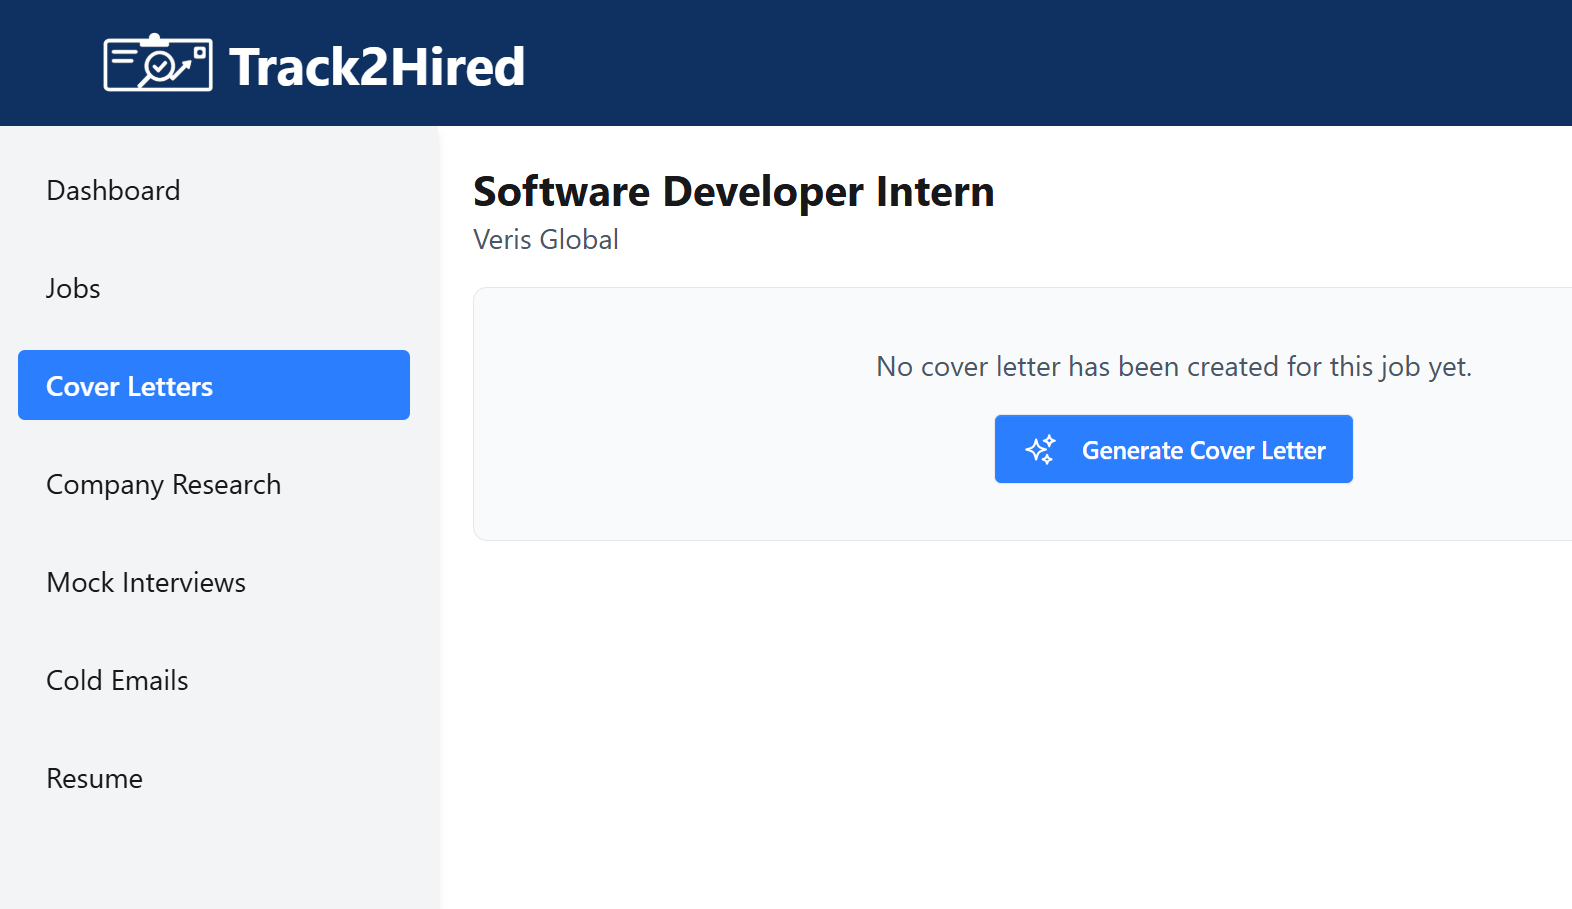 Track2Hired
Dashboard
Jobs
Cover Letters
Company Research
Mock Interviews
Cold Emails
Resume
Software Developer Intern
Veris Global
No cover letter has been created for this job yet.
Generate Cover Letter